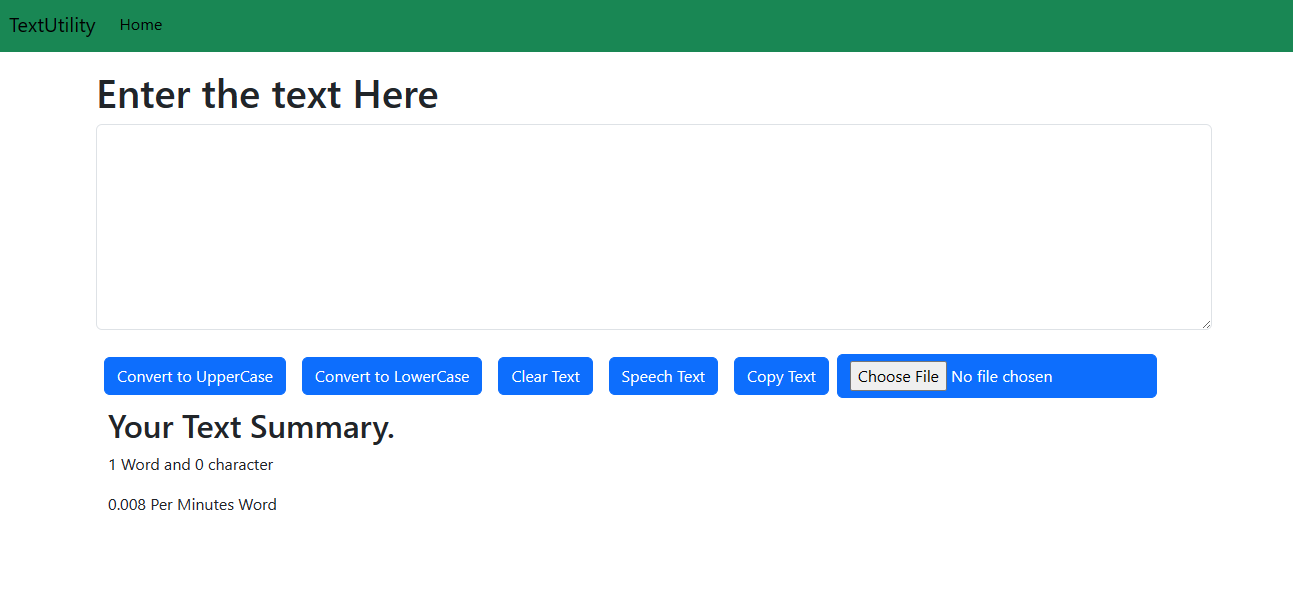 TextUtility Home
Enter the text Here
Convert to UpperCase Convert to LowerCase Clear Text Speech Text Copy Text Choose File No file chosen
Your Text Summary.
1 Word and 0 character
0.008 Per Minutes Word